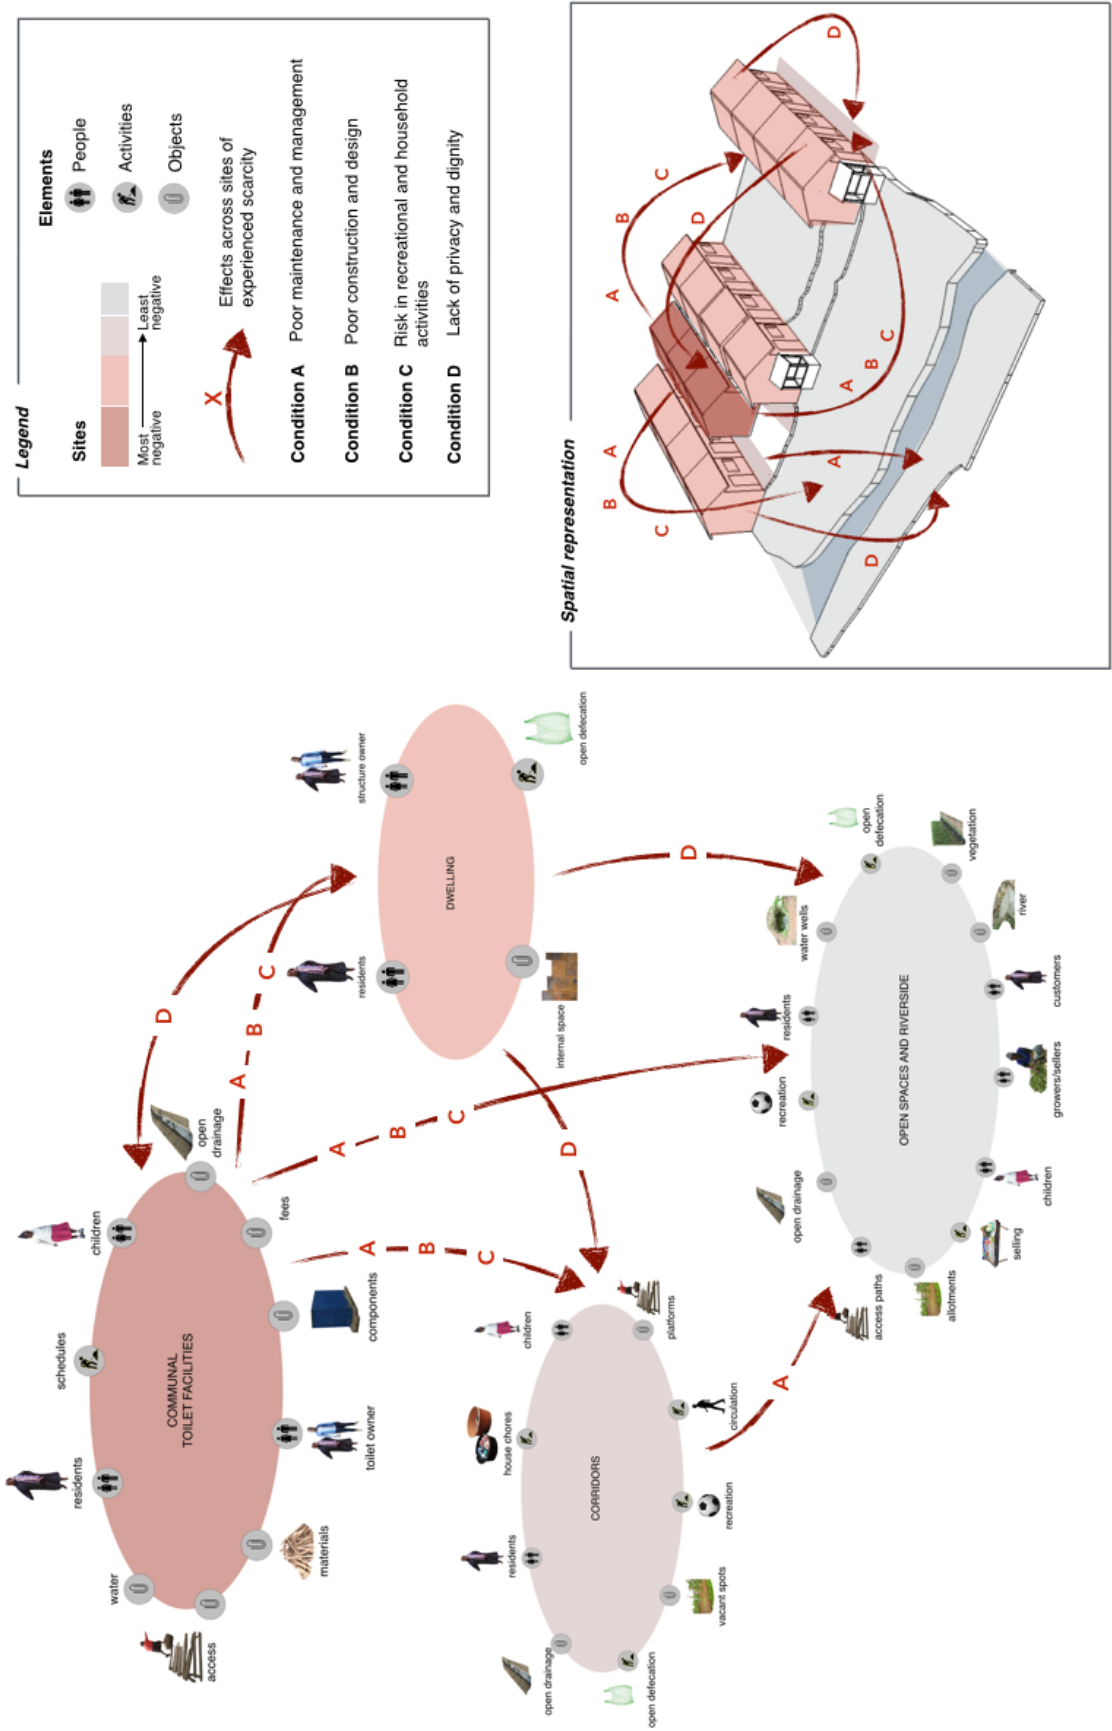 COMMUNAL
TOILET FACILITIES
access
water
residents
schedules
children
open
drainage
fees
components
toilet owner
materials
D
A
B
C
A
B
C
A
B
C
DWELLING
residents
structure owner
internal space
open defecation
D
D
CORRIDORS
open drainage
residents
house chores
children
platforms
circulation
recreation
vacant spots
open defecation
A
OPEN SPACES AND RIVERSIDE
access paths
open drainage
recreation
residents
water wells
open
defecation
vegetation
river
customers
growers/sellers
children
selling
allotments
Legend
Sites
Most
negative
Least
negative
Elements
People
Activities
Objects
X
Effects across sites of
experienced scarcity
Condition A
Poor maintenance and management
Condition B
Poor construction and design
Condition C
Risk in recreational and household
activities
Condition D
Lack of privacy and dignity
Spatial representation
A
B
C
D
D
A
B
C
A
B
C
A
D